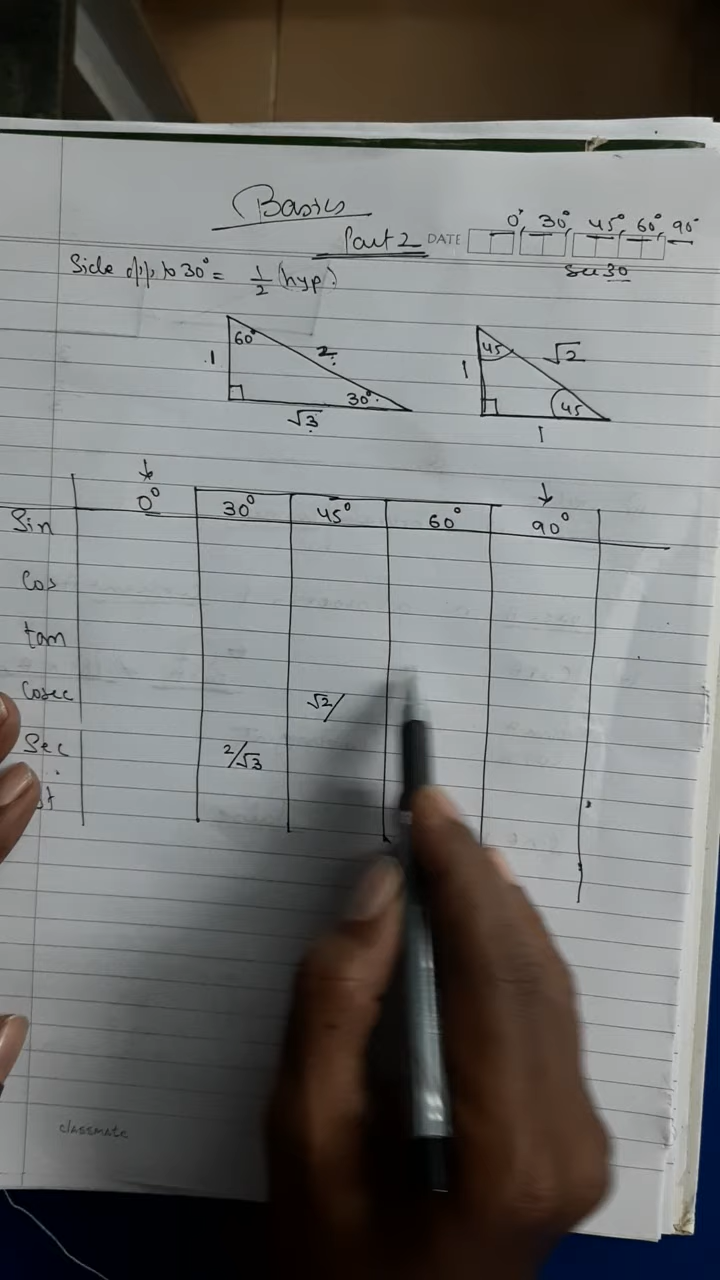 Basics
Part 2 DATE 0°, 30°, 45°, 60°, 90°
Side opp to 30° = 1/2 (hyp)
Sec 30
60°
1
2
30°
√3
45
1
√2
45
1
0° 30° 45° 60° 90°
Sin
Cos
tan
Cosec √2/
Sec 2/√3
classmate